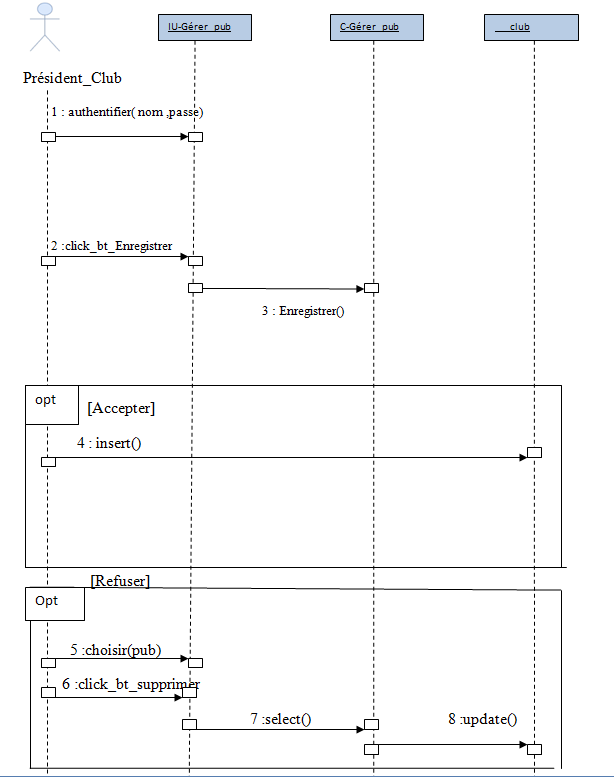 IU-Gérer_pub
C-Gérer_pub
__club
Président_Club
1 : authentifier( nom ,passe)
2 :click_bt_Enregistrer
3 : Enregistrer()
opt
[Accepter]
4 : insert()
[Refuser]
Opt
5 :choisir(pub)
6 :click_bt_supprimer
7 :select()
8 :update()